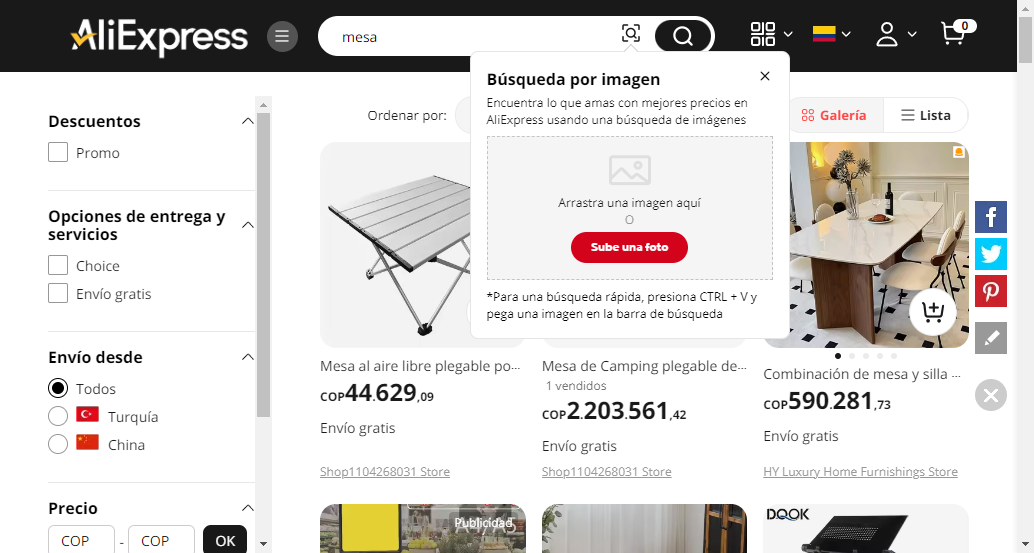 AliExpress
mesa
0
Búsqueda por imagen
Encuentra lo que amas con mejores precios en
AliExpress usando una búsqueda de imágenes
Arrastra una imagen aquí
O
Sube una foto
*Para una búsqueda rápida, presiona CTRL + V y
pega una imagen en la barra de búsqueda
Descuentos
Promo
Opciones de entrega y
servicios
Choice
Envío gratis
Envío desde
Todos
Turquía
China
Precio
COP - COP OK
Ordenar por:
Galería
Lista
Mesa al aire libre plegable po...
COP44.629,09
Envío gratis
Shop1104268031 Store
Mesa de Camping plegable de...
1 vendidos
COP2.203.561,42
Envío gratis
Shop1104268031 Store
Combinación de mesa y silla ...
COP590.281,73
Envío gratis
HY Luxury Home Furnishings Store
Publicidad
DQOK